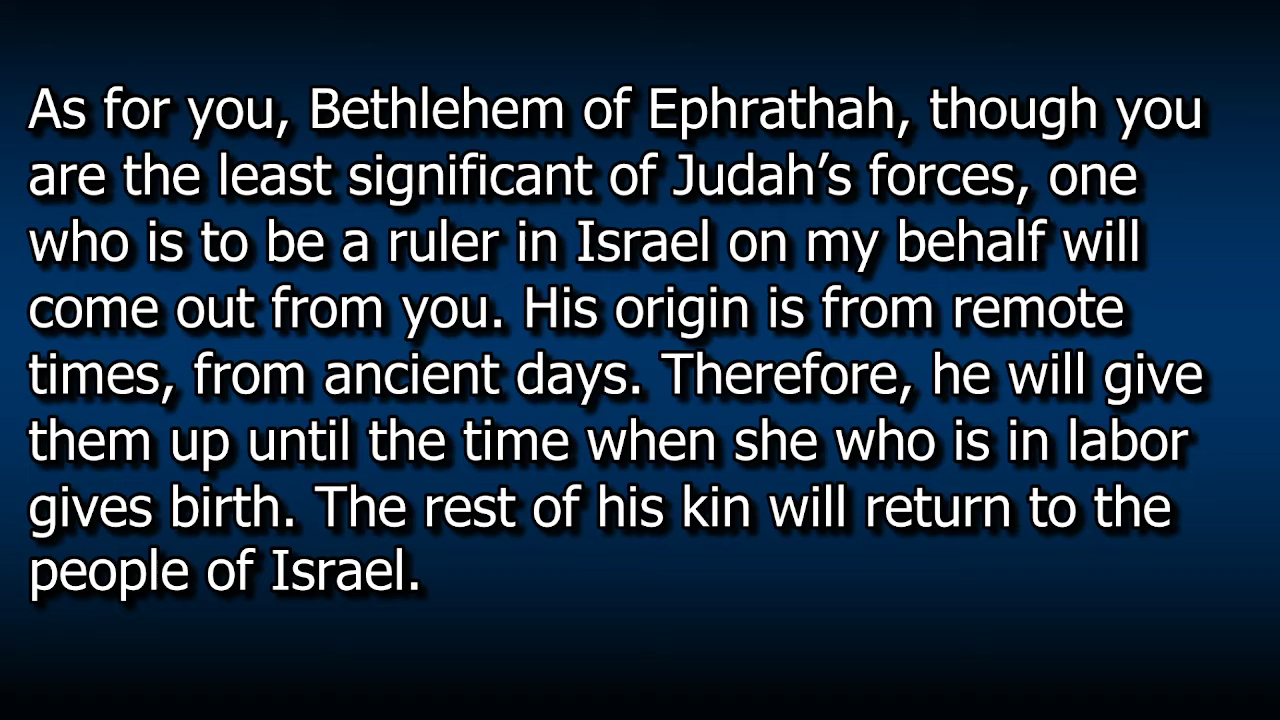 As for you, Bethlehem of Ephrathah, though you
are the least significant of Judah’s forces, one
who is to be a ruler in Israel on my behalf will
come out from you. His origin is from remote
times, from ancient days. Therefore, he will give
them up until the time when she who is in labor
gives birth. The rest of his kin will return to the
people of Israel.